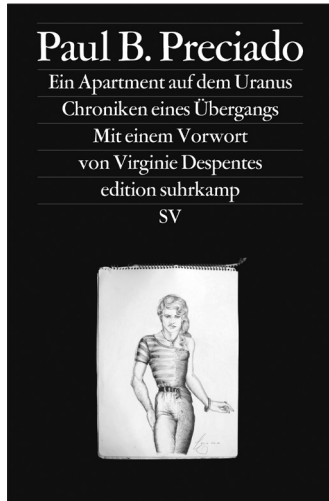 Paul B. Preciado
Ein Apartment auf dem Uranus
Chroniken eines Übergangs
Mit einem Vorwort
von Virginie Despentes
edition suhrkamp
SV